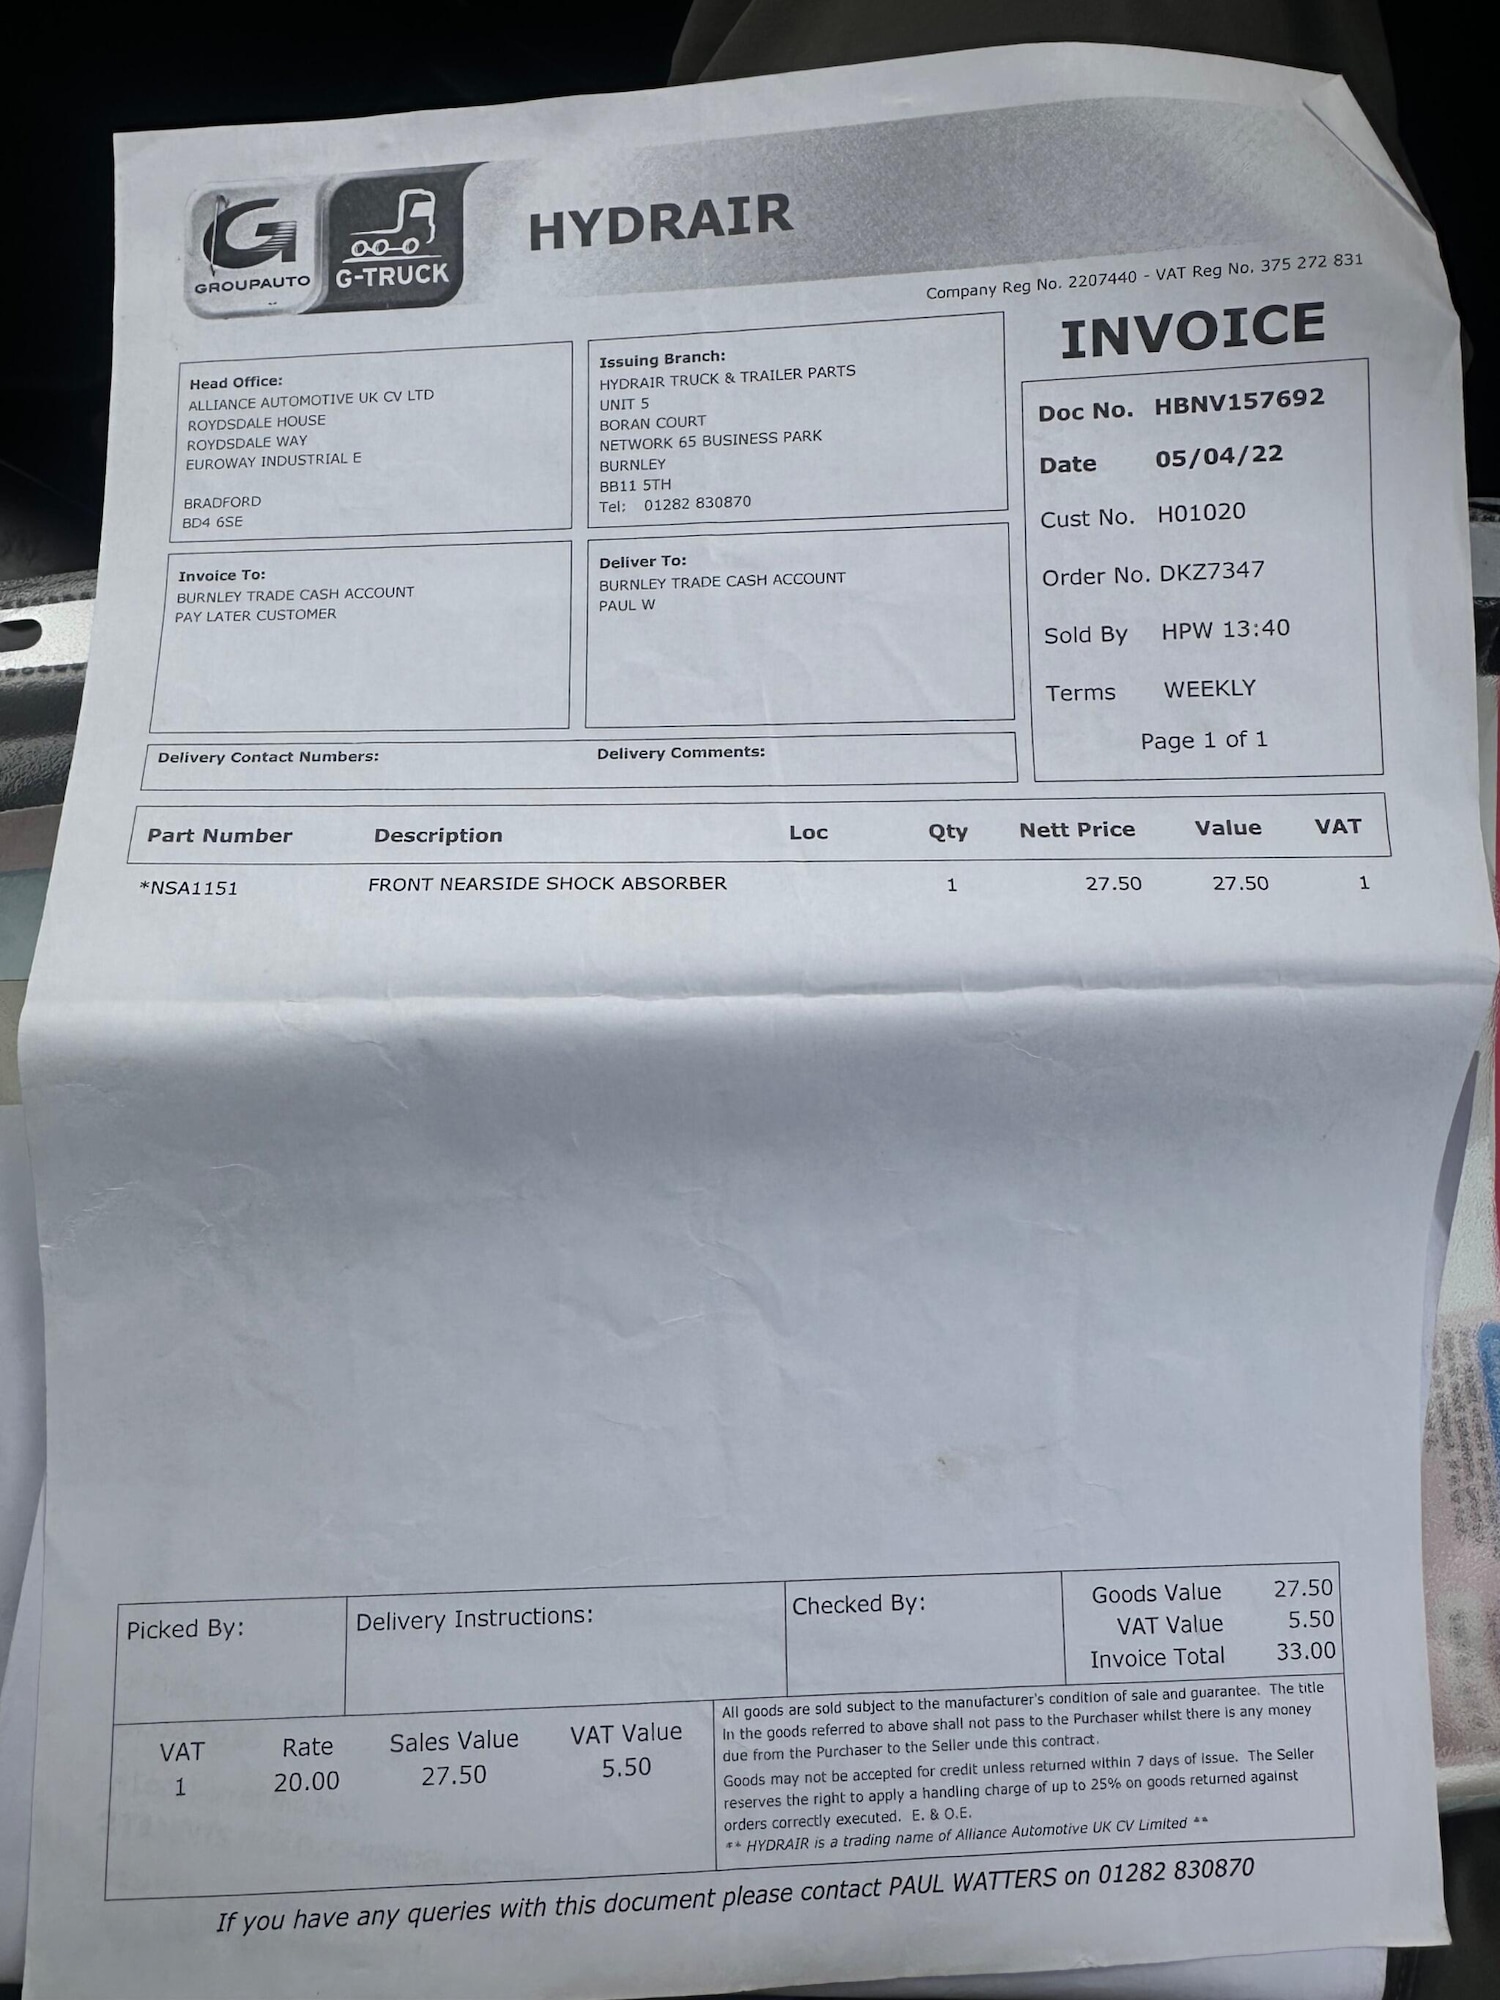 GROUPAUTO
G-TRUCK
HYDRAIR
Company Reg No. 2207440 - VAT Reg No. 375 272 831
INVOICE
Head Office:
ALLIANCE AUTOMOTIVE UK CV LTD
ROYDSDALE HOUSE
ROYDSDALE WAY
EUROWAY INDUSTRIAL E
BRADFORD
BD4 6SE
Issuing Branch:
HYDRAIR TRUCK & TRAILER PARTS
UNIT 5
BORAN COURT
NETWORK 65 BUSINESS PARK
BURNLEY
BB11 5TH
Tel: 01282 830870
Doc No. HBNV157692
Date 05/04/22
Cust No. H01020
Order No. DKZ7347
Sold By HPW 13:40
Terms WEEKLY
Page 1 of 1
Invoice To:
BURNLEY TRADE CASH ACCOUNT
PAY LATER CUSTOMER
Deliver To:
BURNLEY TRADE CASH ACCOUNT
PAUL W
Delivery Contact Numbers: Delivery Comments:
Part Number Description Loc Qty Nett Price Value VAT
*NSA1151 FRONT NEARSIDE SHOCK ABSORBER 1 27.50 27.50 1
Picked By:
Delivery Instructions:
Checked By:
Goods Value 27.50
VAT Value 5.50
Invoice Total 33.00
VAT Rate Sales Value VAT Value
1 20.00 27.50 5.50
All goods are sold subject to the manufacturer's condition of sale and guarantee. The title
in the goods referred to above shall not pass to the Purchaser whilst there is any money
due from the Purchaser to the Seller unde this contract.
Goods may not be accepted for credit unless returned within 7 days of issue. The Seller
reserves the right to apply a handling charge of up to 25% on goods returned against
orders correctly executed. E. & O.E.
** HYDRAIR is a trading name of Alliance Automotive UK CV Limited **
If you have any queries with this document please contact PAUL WATTERS on 01282 830870